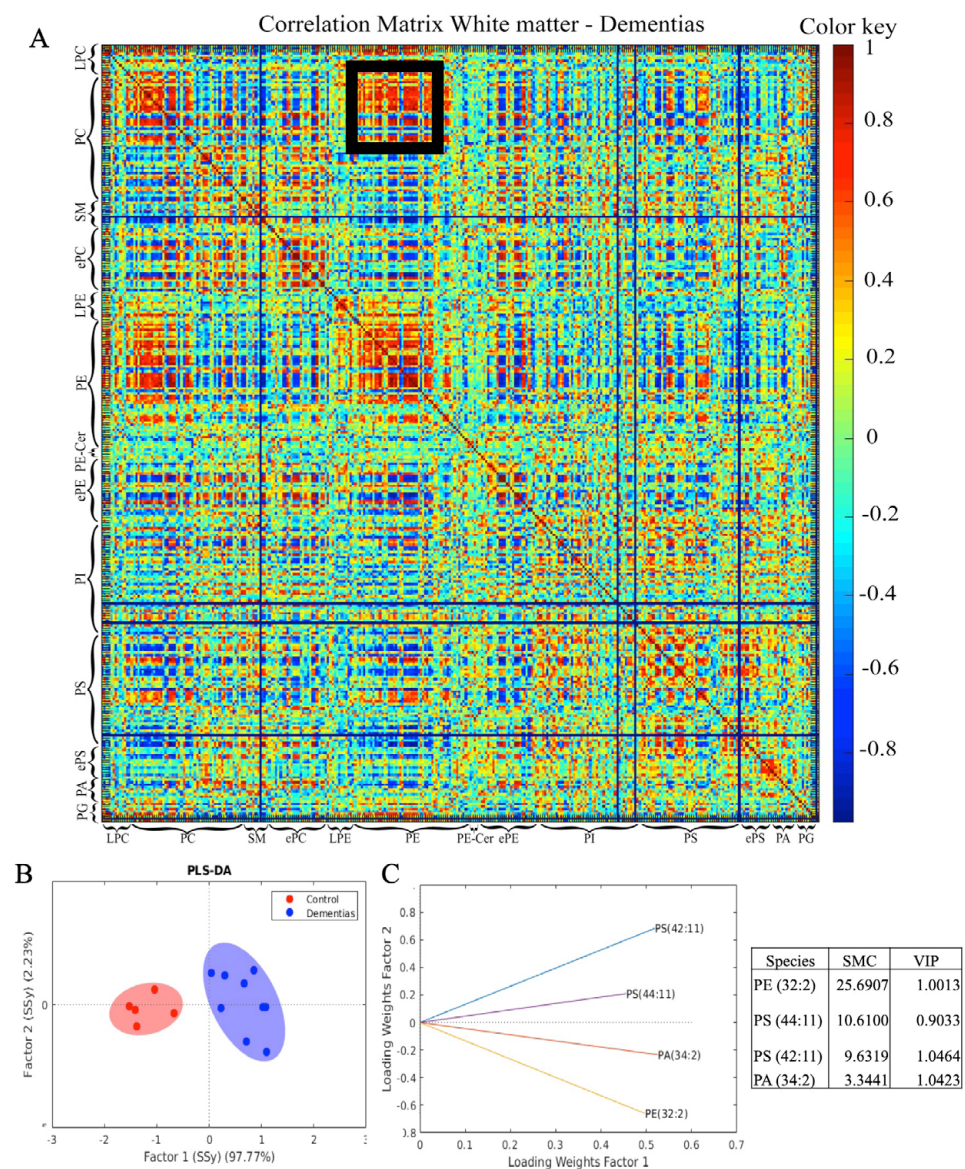 Correlation Matrix White matter - Dementias
Color key
A
LPC
PC
SM
ePC
LPE
PE
PE-Cer
ePE
PI
PS
ePS
PA
PG
1
0.8
0.6
0.4
0.2
0
-0.2
-0.4
-0.6
-0.8
LPC PC SM ePC LPE PE PE-Cer ePE PI PS ePS PA PG
B
PLS-DA
Control
Dementias
Factor 2 (SSy) (2.23%)
0
-3 -2 -1 0 1 2 3
Factor 1 (SSy) (97.77%)
C
Loading Weights Factor 2
0.8
0.6
0.4
0.2
0
-0.2
-0.4
-0.6
0.8
PS(42:11)
PS(44:11)
PA(34:2)
PE(32:2)
0 0.1 0.2 0.3 0.4 0.5 0.6 0.7
Loading Weights Factor 1
Species SMC VIP
PE (32:2) 25.6907 1.0013
PS (44:11) 10.6100 0.9033
PS (42:11) 9.6319 1.0464
PA (34:2) 3.3441 1.0423